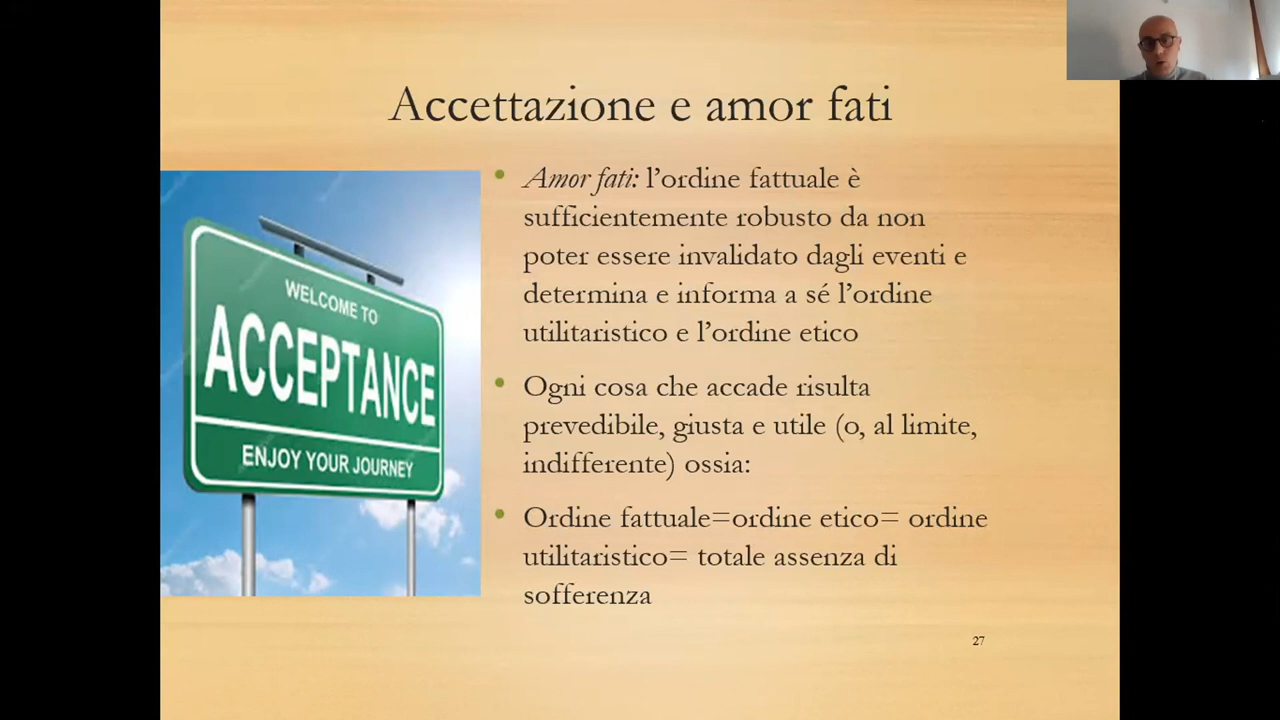 Accettazione e amor fati
WELCOME TO
ACCEPTANCE
ENJOY YOUR JOURNEY
• Amor fati: l’ordine fattuale è
sufficientemente robusto da non
poter essere invalidato dagli eventi e
determina e informa a sé l’ordine
utilitaristico e l’ordine etico
• Ogni cosa che accade risulta
prevedibile, giusta e utile (o, al limite,
indifferente) ossia:
• Ordine fattuale=ordine etico= ordine
utilitaristico= totale assenza di
sofferenza
27